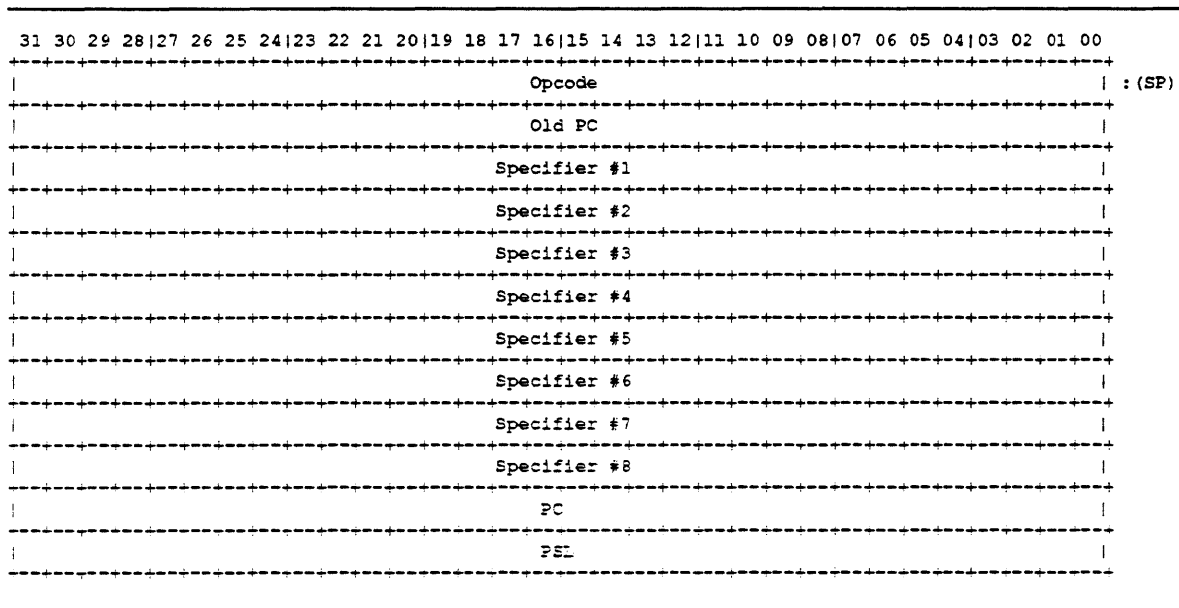 31 30 29 28|27 26 25 24|23 22 21 20|19 18 17 16|15 14 13 12|11 10 09 08|07 06 05 04|03 02 01 00
Opcode : (SP)
Old PC
Specifier #1
Specifier #2
Specifier #3
Specifier #4
Specifier #5
Specifier #6
Specifier #7
Specifier #8
PC
PSL